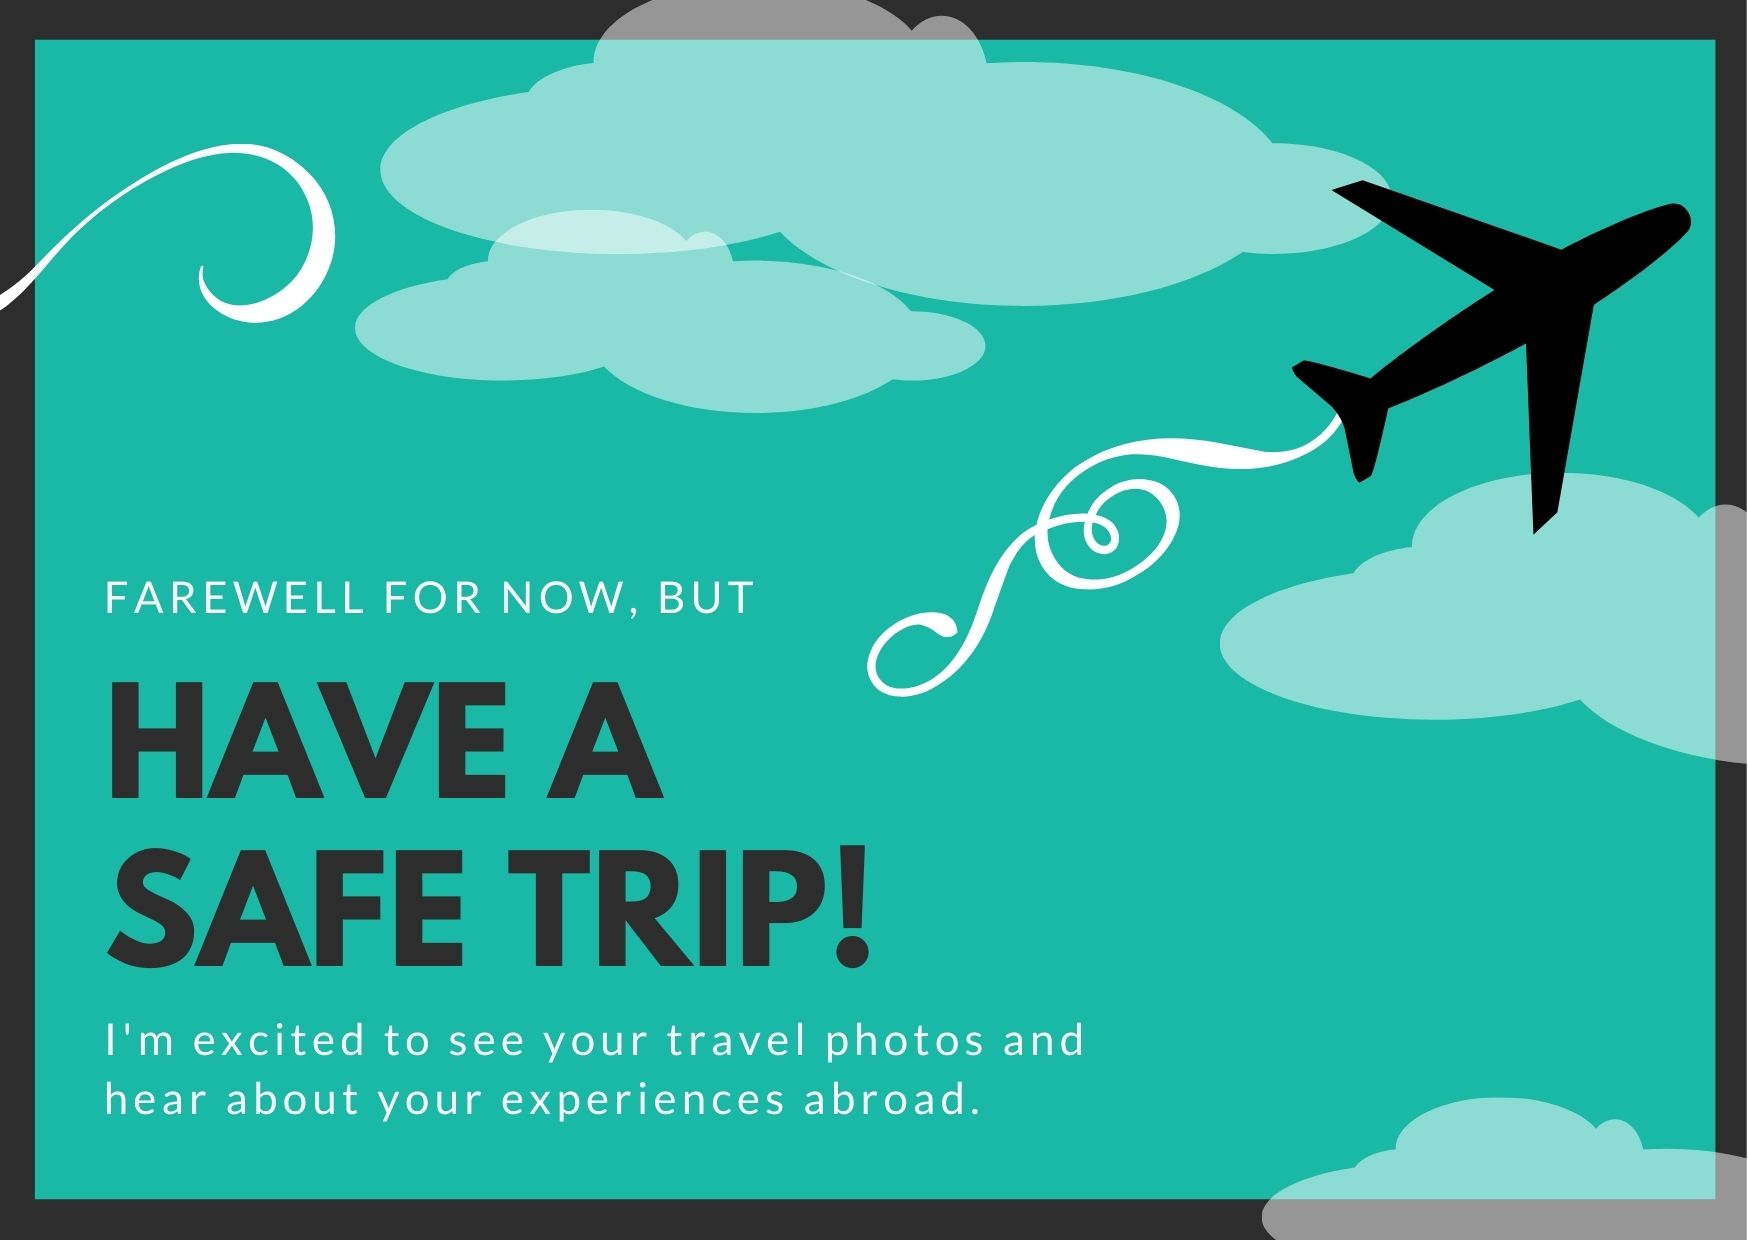 FAREWELL FOR NOW, BUT
HAVE A
SAFE TRIP!
I'm excited to see your travel photos and
hear about your experiences abroad.